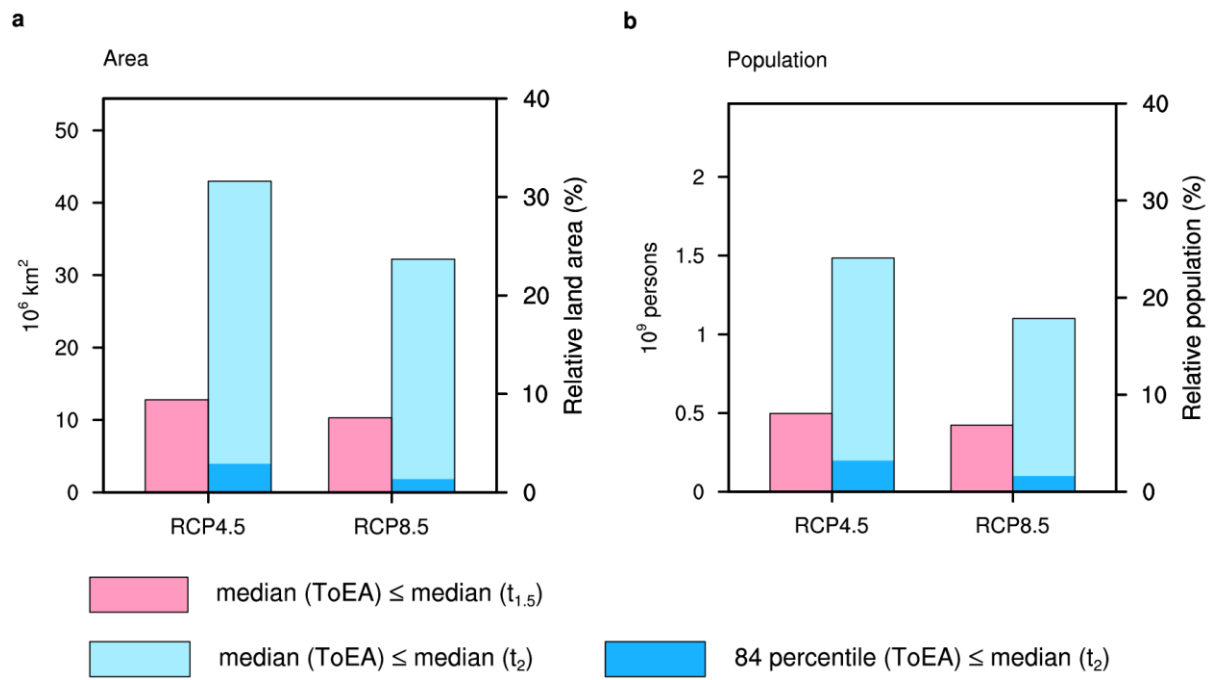 a
Area
50
40
30
20
10
0
10⁶ km²
40
30
20
10
0
Relative land area (%)
RCP4.5
RCP8.5
b
Population
2
1.5
1
0.5
0
10⁹ persons
40
30
20
10
0
Relative population (%)
RCP4.5
RCP8.5
median (ToEA) ≤ median (t₁.₅)
median (ToEA) ≤ median (t₂)
84 percentile (ToEA) ≤ median (t₂)